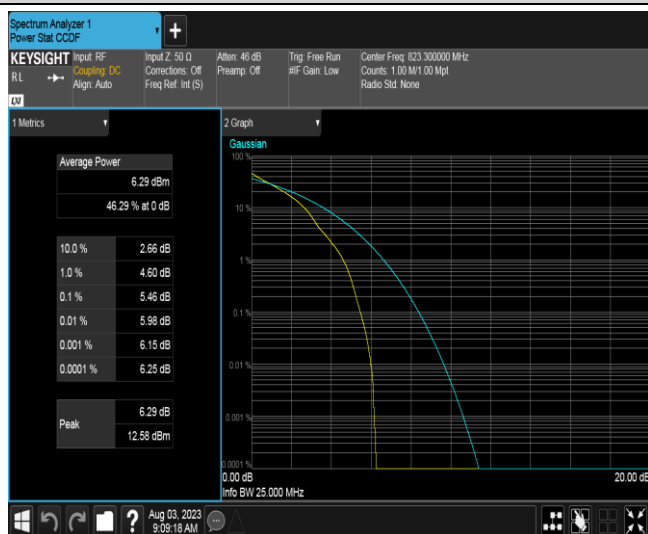 Spectrum Analyzer 1
Power Stat CCDF
+
KEYSIGHT
RL
LXI
Input: RF
Coupling: DC
Align: Auto
Input Z: 50 Ω
Corrections: Off
Freq Ref: Int (S)
Atten: 46 dB
Preamp: Off
Trig: Free Run
#IF Gain: Low
Center Freq: 823.300000 MHz
Counts: 1.00 M/1.00 Mpt
Radio Std: None
1 Metrics
Average Power
6.29 dBm
46.29 % at 0 dB
10.0 % 2.66 dB
1.0 % 4.60 dB
0.1 % 5.46 dB
0.01 % 5.98 dB
0.001 % 6.15 dB
0.0001 % 6.25 dB
Peak
6.29 dB
12.58 dBm
2 Graph
Gaussian
100 %
10 %
1 %
0.1 %
0.01 %
0.001 %
0.0001 %
0.00 dB 20.00 dB
Info BW 25.000 MHz
?
Aug 03, 2023
9:09:18 AM